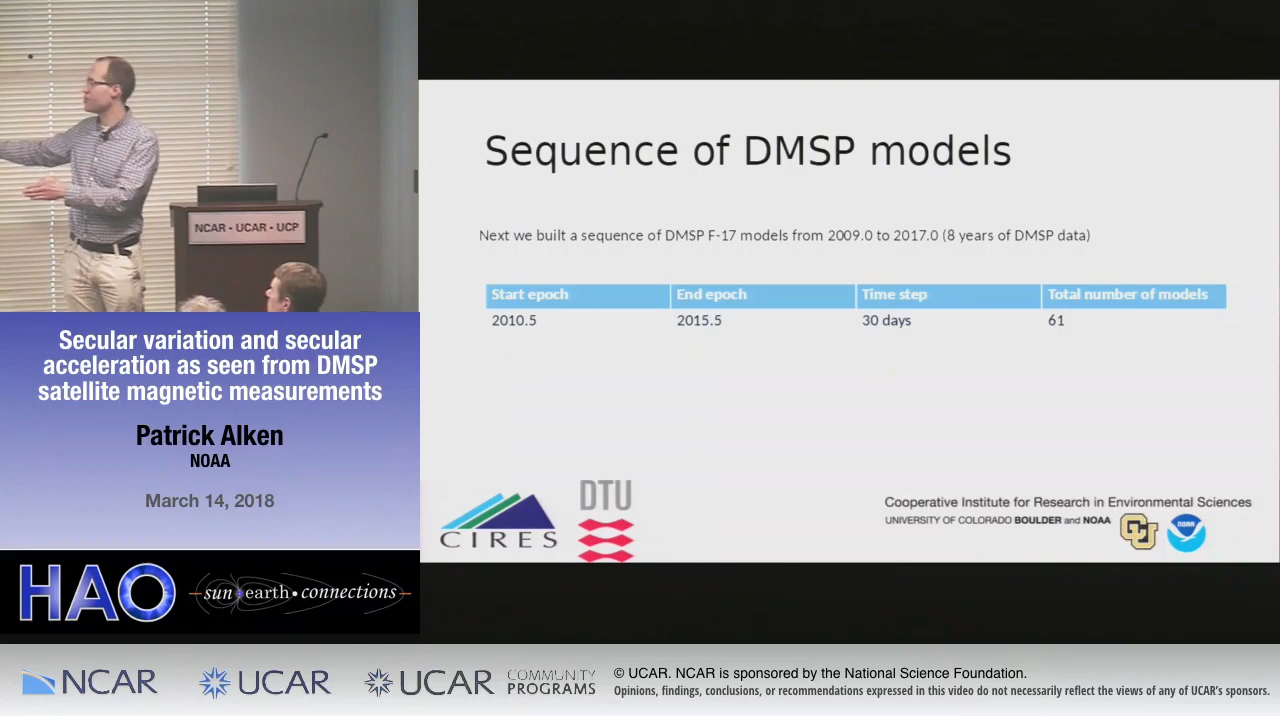 NCAR • UCAR • UCP
Secular variation and secular
acceleration as seen from DMSP
satellite magnetic measurements
Patrick Alken
NOAA
March 14, 2018
HAO
sun earth • connections
Sequence of DMSP models
Next we built a sequence of DMSP F-17 models from 2009.0 to 2017.0 (8 years of DMSP data)
Start epoch End epoch Time step Total number of models
2010.5 2015.5 30 days 61
CIRES
DTU
Cooperative Institute for Research in Environmental Sciences
UNIVERSITY OF COLORADO BOULDER and NOAA
CU
NOAA
NCAR
UCAR
UCAR
COMMUNITY
PROGRAMS
© UCAR. NCAR is sponsored by the National Science Foundation.
Opinions, findings, conclusions, or recommendations expressed in this video do not necessarily reflect the views of any of UCAR's sponsors.